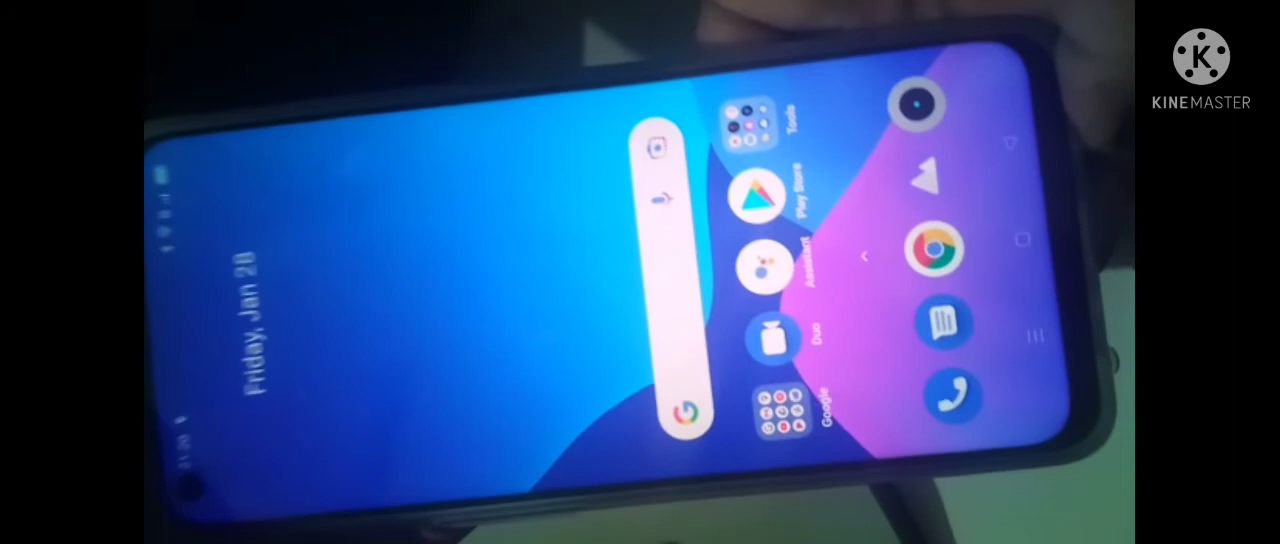 Friday, Jan 28
Google
Duo
Assistant
Play Store
Tools
KINEMASTER